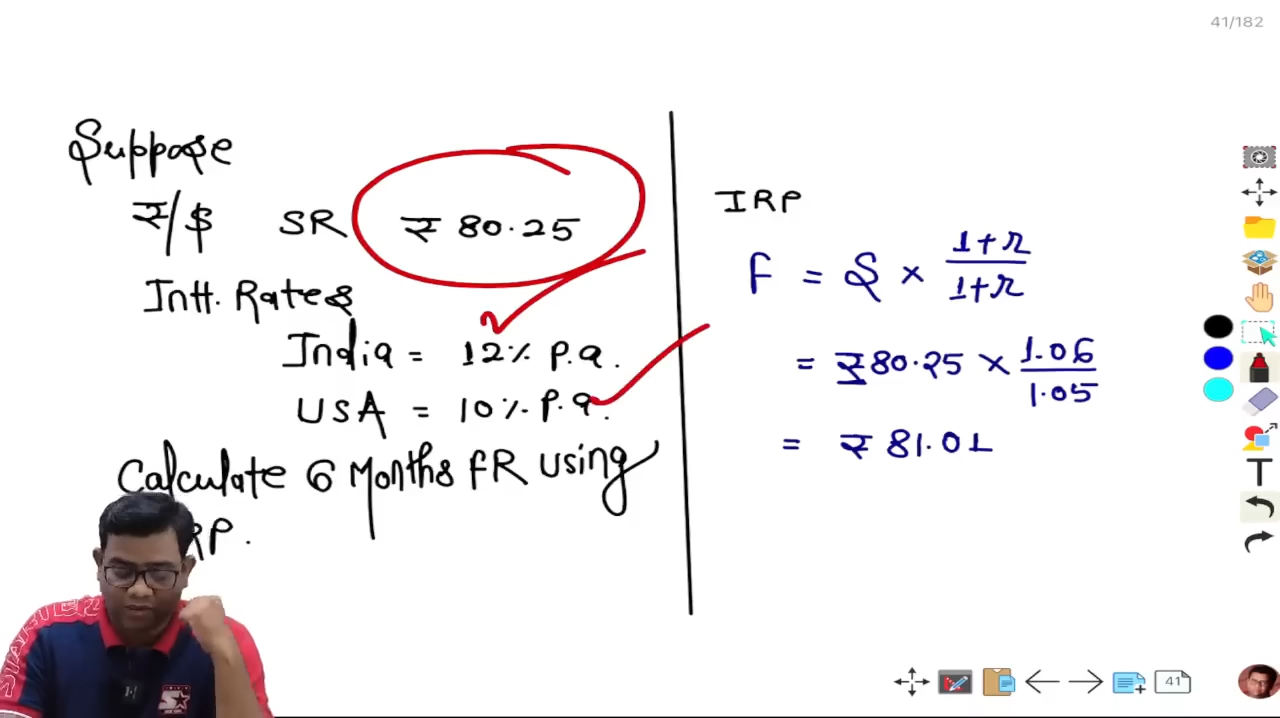 41/182
Suppose
₹/$ SR ₹ 80.25
Intt. Rates
India = 12% p.a.
USA = 10% p.a.
Calculate 6 Months FR using
RP.
IRP
F = S × (1+r)/(1+r)
= ₹80.25 × 1.06/1.05
= ₹ 81.01
41